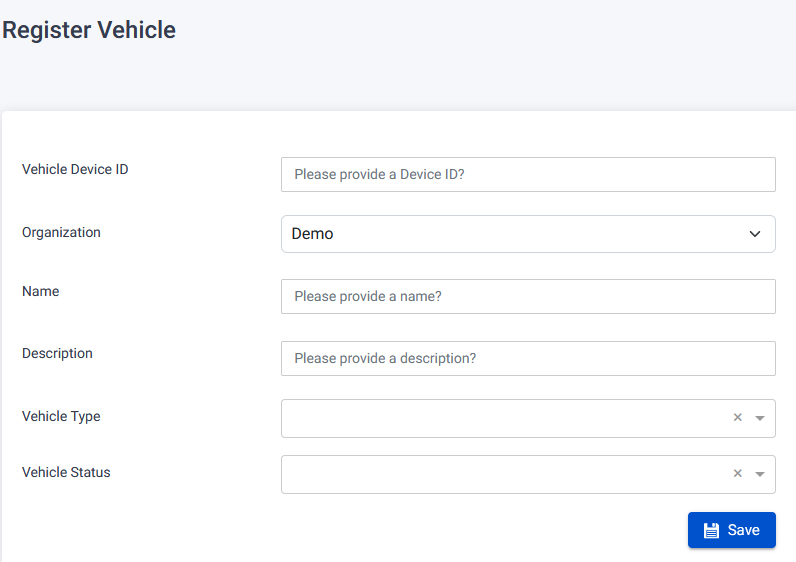 Register Vehicle
Vehicle Device ID
Please provide a Device ID?
Organization
Demo
Name
Please provide a name?
Description
Please provide a description?
Vehicle Type
Vehicle Status
Save